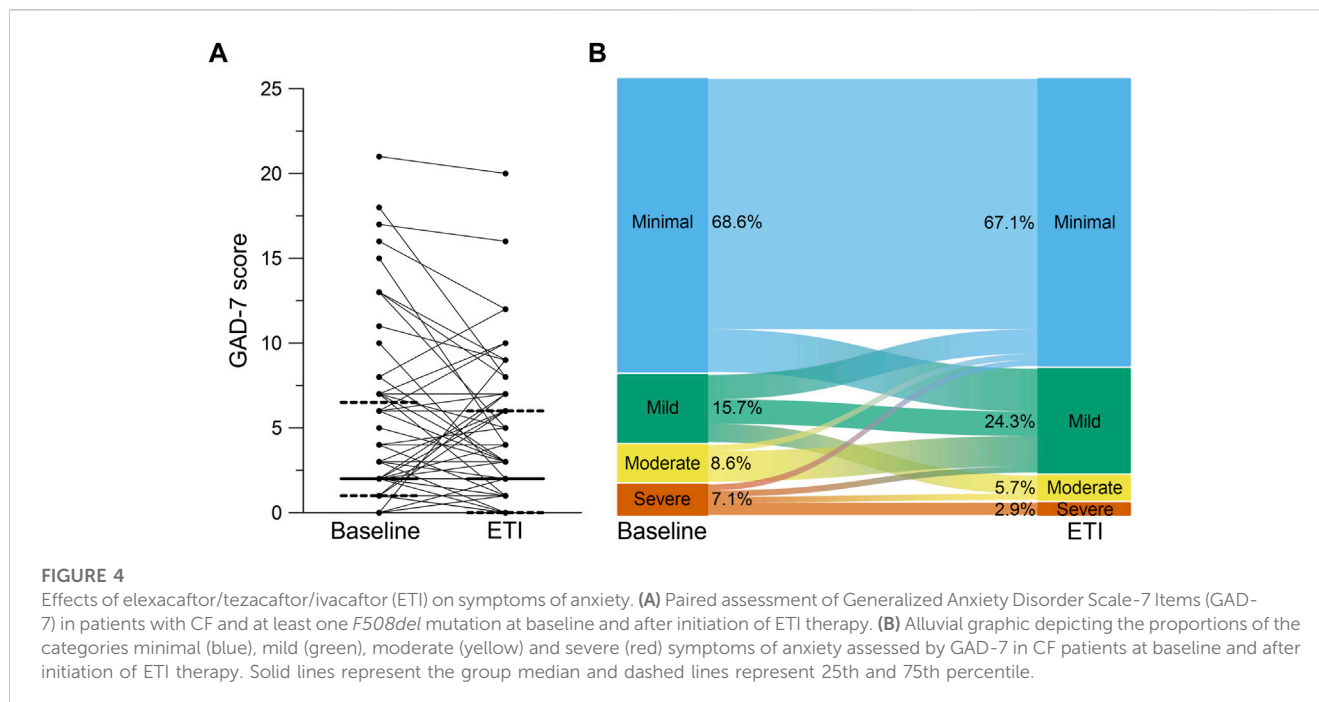 A
B
25
20
15
10
5
0
GAD-7 score
Baseline
ETI
Minimal
68.6%
67.1%
Minimal
Mild
15.7%
24.3%
Mild
Moderate
8.6%
5.7%
Moderate
Severe
7.1%
2.9%
Severe
Baseline
ETI
FIGURE 4
Effects of elexacaftor/tezacaftor/ivacaftor (ETI) on symptoms of anxiety. (A) Paired assessment of Generalized Anxiety Disorder Scale-7 Items (GAD-
7) in patients with CF and at least one F508del mutation at baseline and after initiation of ETI therapy. (B) Alluvial graphic depicting the proportions of the
categories minimal (blue), mild (green), moderate (yellow) and severe (red) symptoms of anxiety assessed by GAD-7 in CF patients at baseline and after
initiation of ETI therapy. Solid lines represent the group median and dashed lines represent 25th and 75th percentile.